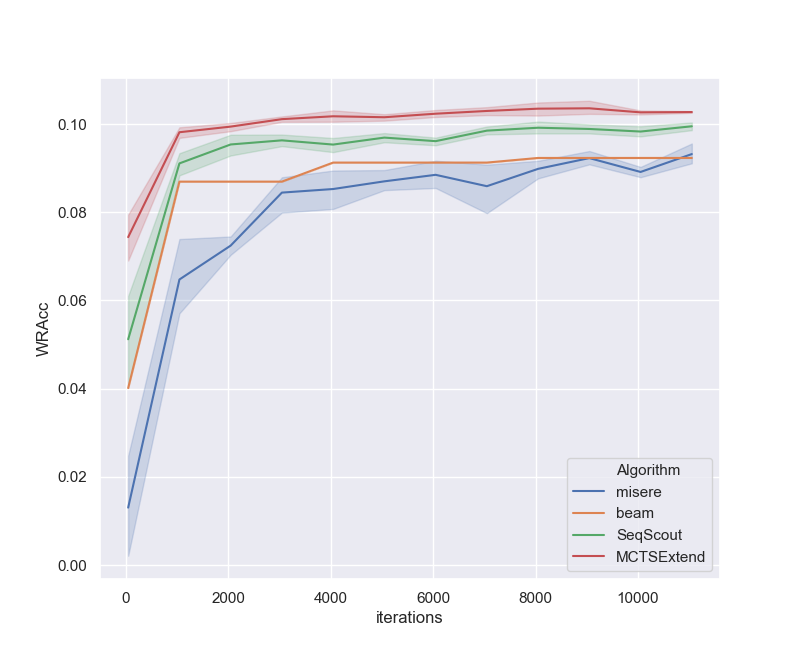 0.10
0.08
0.06
0.04
0.02
0.00
WRAcc
0 2000 4000 6000 8000 10000
iterations
Algorithm
misere
beam
SeqScout
MCTSExtend